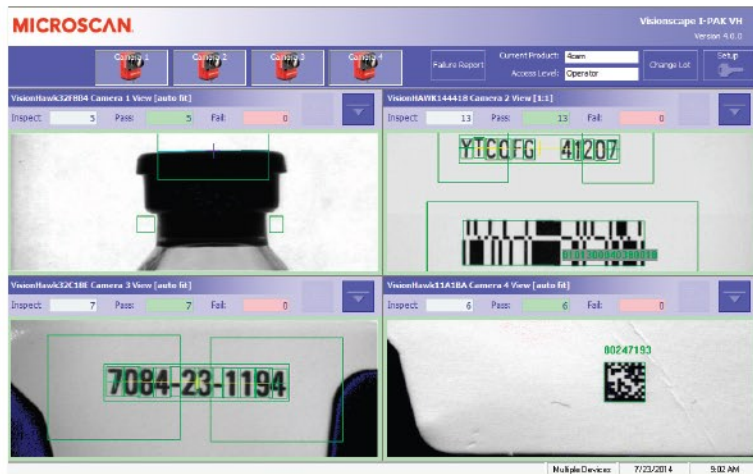 MICROSCAN
Visionscape I-PAK VH
Version 4.0.0
Camera 1
Camera 2
Camera 3
Camera 4
Failure Report
Current Product: 4cam
Access Level: Operator
Change Lot
Setup
VisionHawk32F8B4 Camera 1 View [auto fit]
Inspect 5 Pass: 5 Fail: 0
VisionHAWK144418 Camera 2 View [1:1]
Inspect 13 Pass: 13 Fail: 0
YTCOFG 41207
VisionHawk32C1BE Camera 3 View [auto fit]
Inspect 7 Pass: 7 Fail: 0
7084-23-1194
VisionHawk11A1BA Camera 4 View [auto fit]
Inspect 6 Pass: 6 Fail: 0
80247193
Multiple Devices 7/23/2014 9:02 AM